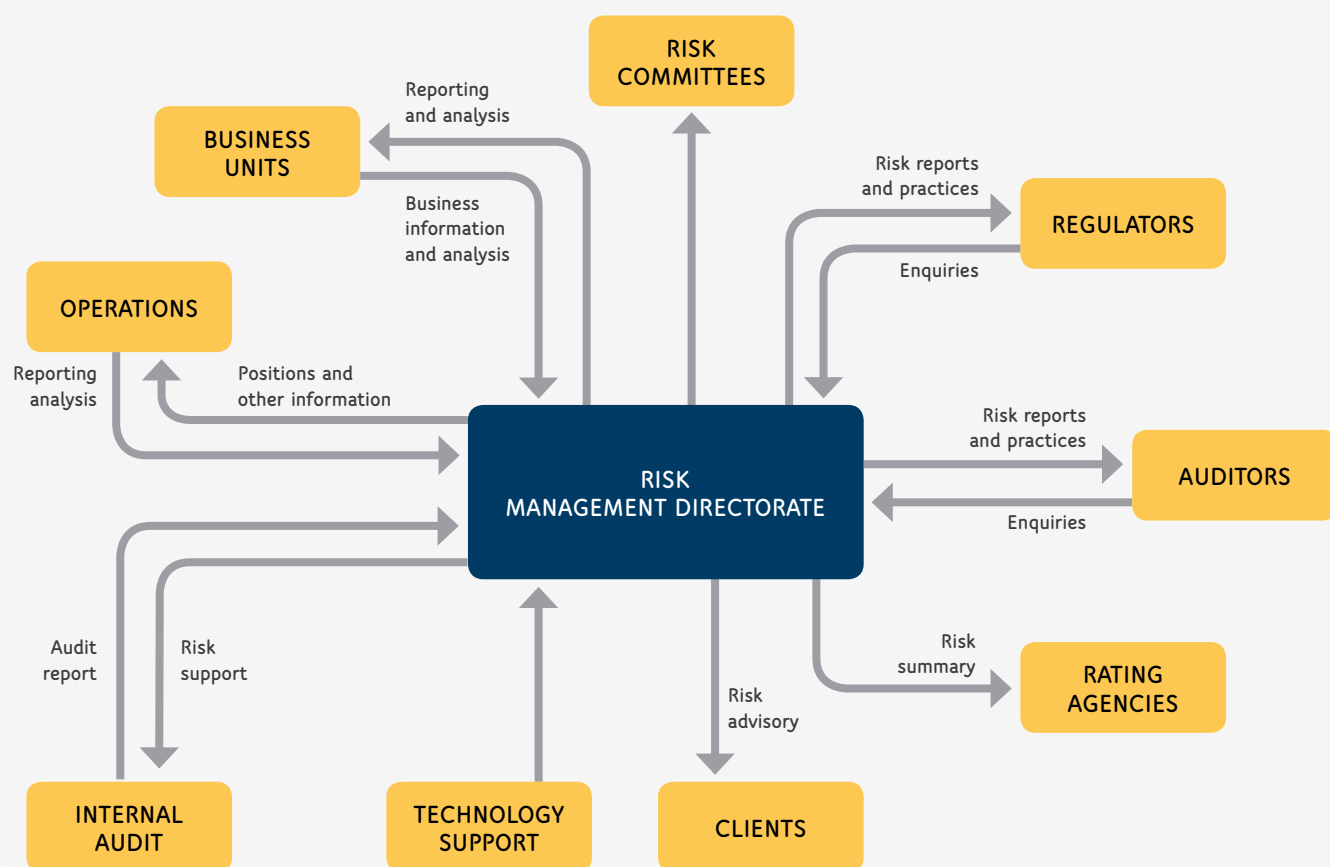 RISK
COMMITTEES
Reporting
and analysis
BUSINESS
UNITS
Risk reports
and practices
REGULATORS
Business
information
and analysis
Enquiries
OPERATIONS
Reporting
analysis
Positions and
other information
Risk reports
and practices
AUDITORS
RISK
MANAGEMENT DIRECTORATE
Enquiries
Audit
report
Risk
support
Risk
summary
RATING
AGENCIES
Risk
advisory
INTERNAL
AUDIT
TECHNOLOGY
SUPPORT
CLIENTS